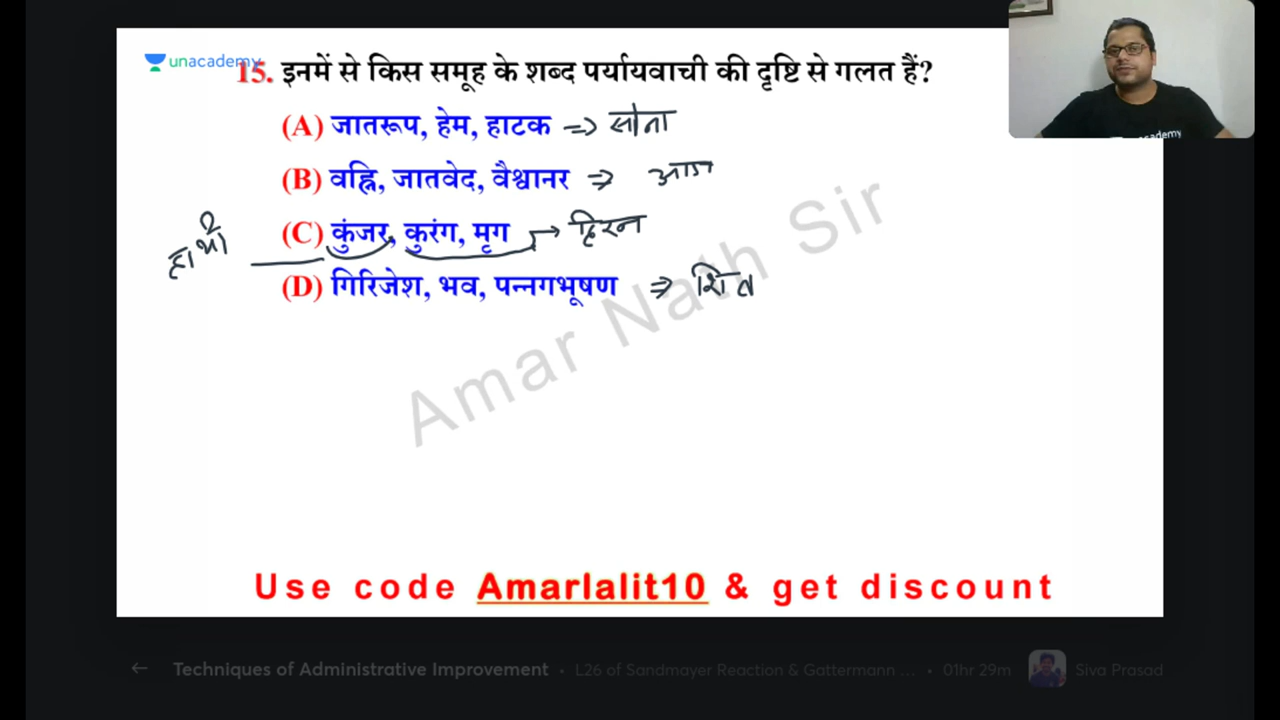 unacademy
15. इनमें से किस समूह के शब्द पर्यायवाची की दृष्टि से गलत हैं?
(A) जातरूप, हेम, हाटक => सोना
(B) वह्नि, जातवेद, वैश्वानर => आग
हाथी (C) कुंजर, कुरंग, मृग → हिरन
(D) गिरिजेश, भव, पन्नगभूषण => शिव
Amar Nath Sir
Use code Amarlalit10 & get discount
← Techniques of Administrative Improvement • L26 of Sandmayer Reaction & Gattermann ... • 01hr 29m Siva Prasad